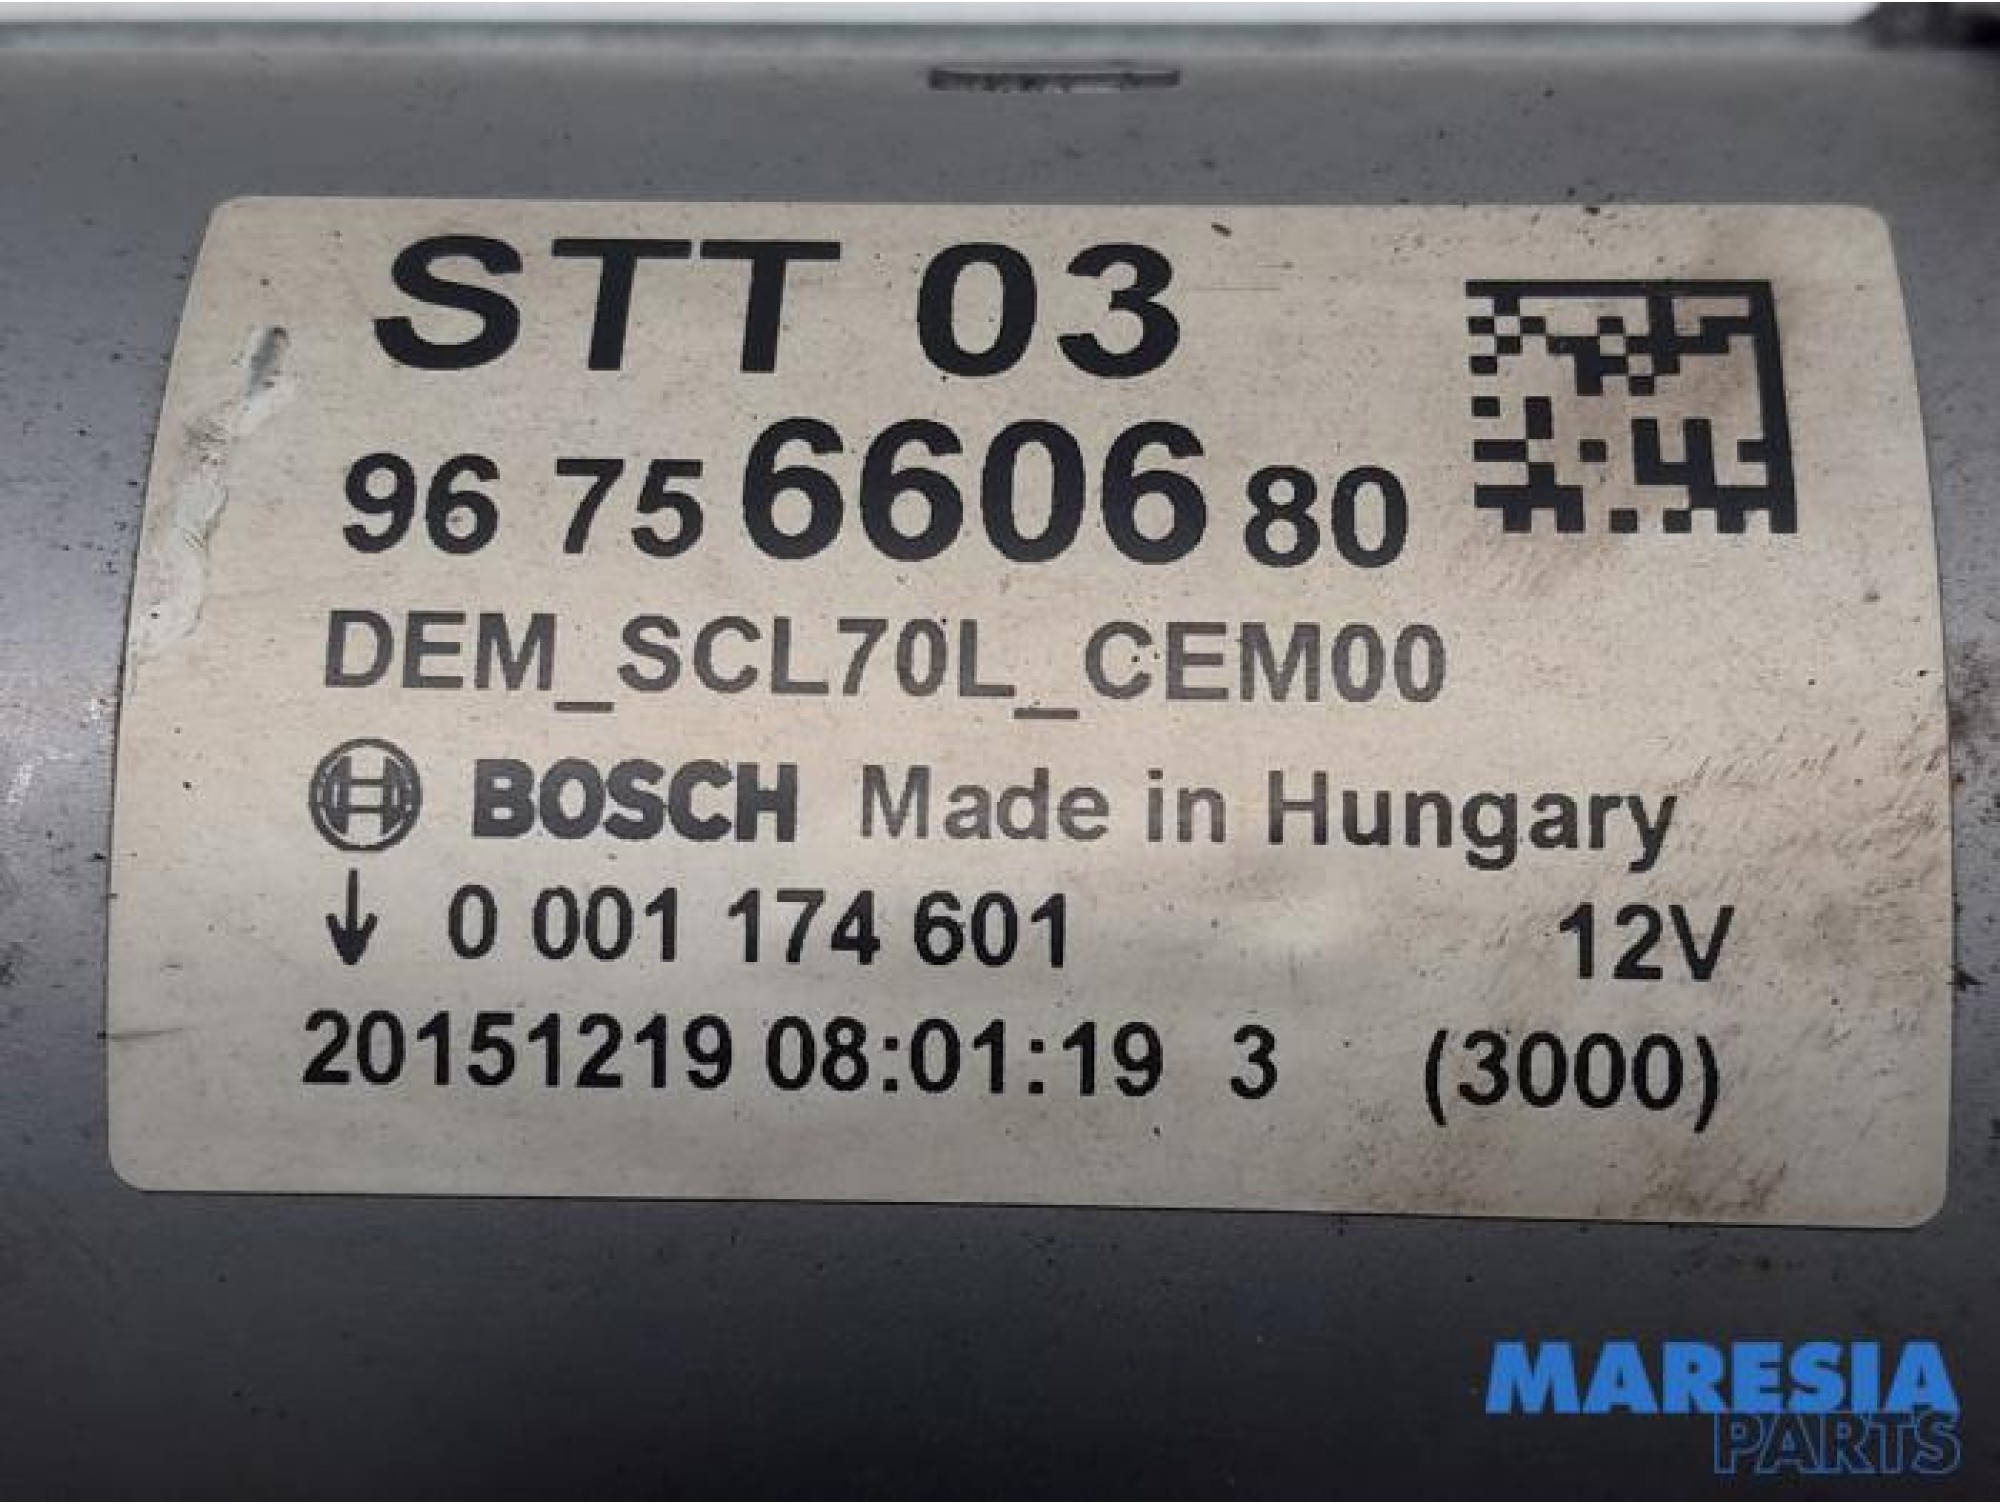 STT 03
96 75 6606 80
DEM_SCL70L_CEM00
BOSCH Made in Hungary
↓ 0 001 174 601 12V
20151219 08:01:19 3 (3000)
MARESIA
PARTS